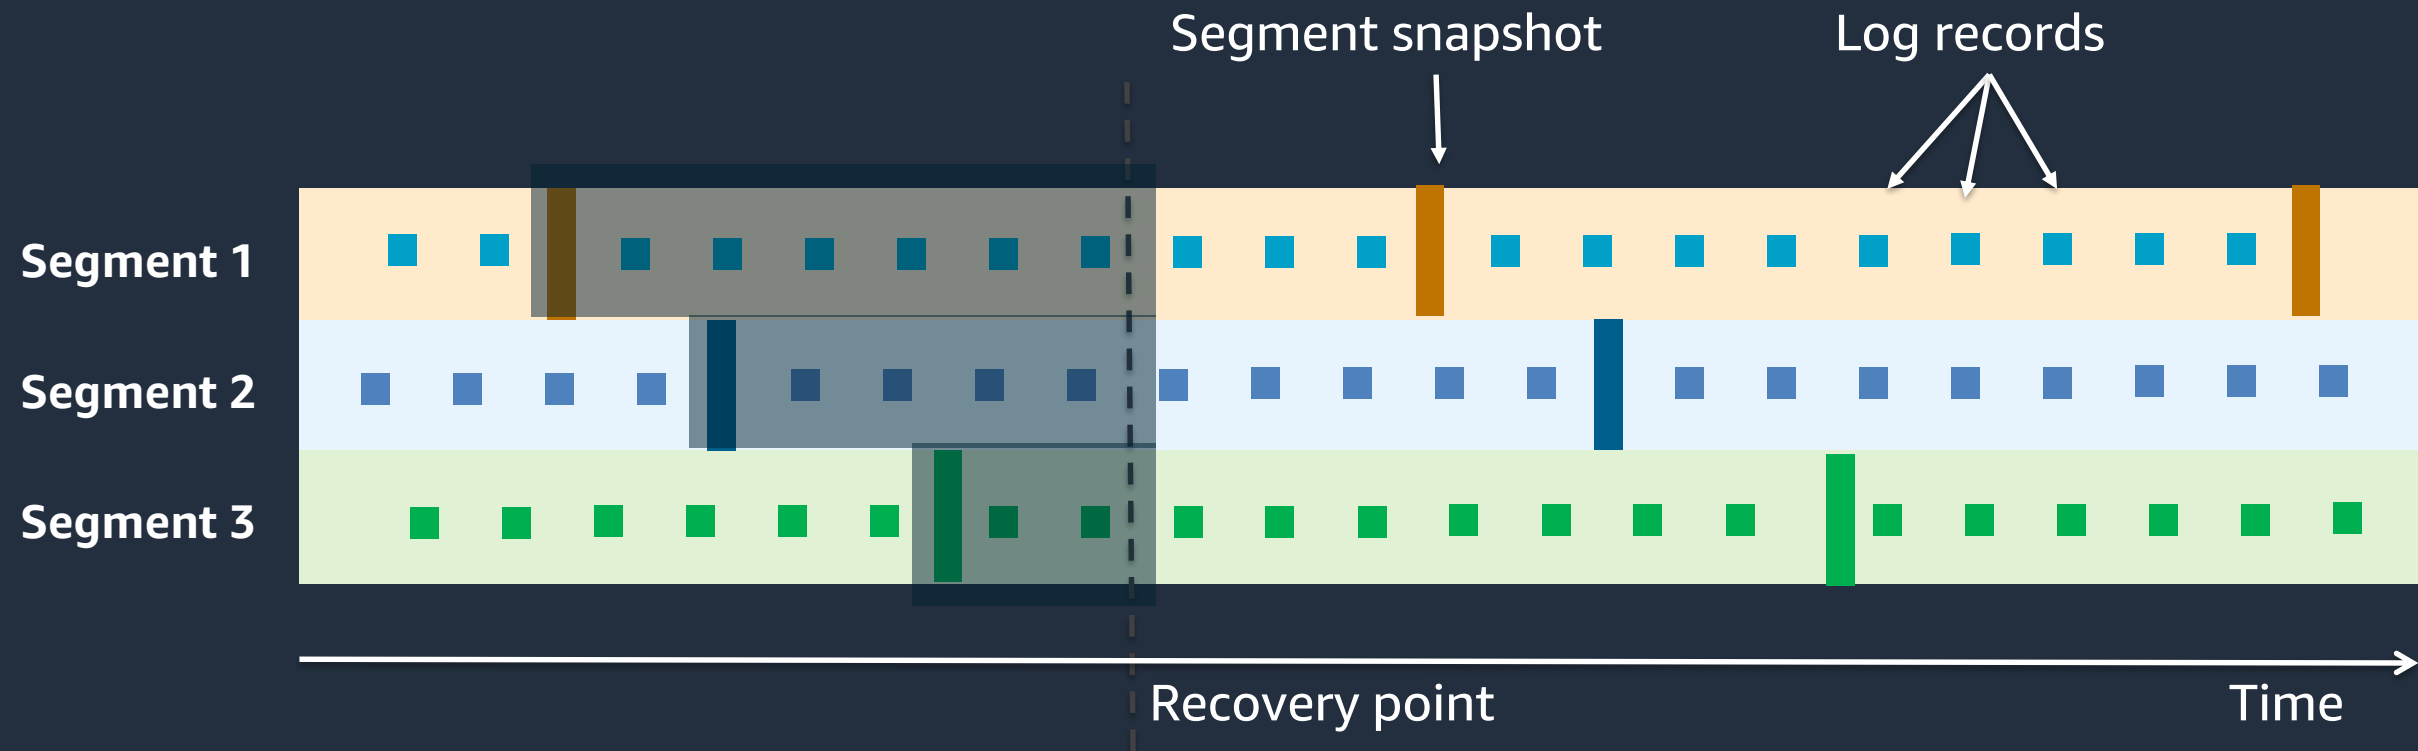 Segment snapshot
Log records
Segment 1
Segment 2
Segment 3
Recovery point
Time